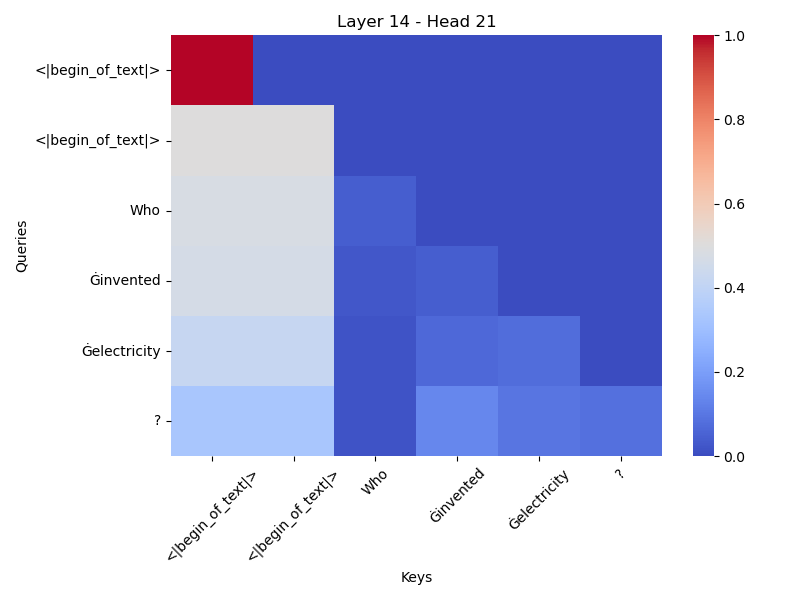 Layer 14 - Head 21
<|begin_of_text|>
<|begin_of_text|>
Who
Ġinvented
Ġelectricity
?
Queries
<|begin_of_text|>
<|begin_of_text|>
Who
Ġinvented
Ġelectricity
?
Keys
1.0
0.8
0.6
0.4
0.2
0.0